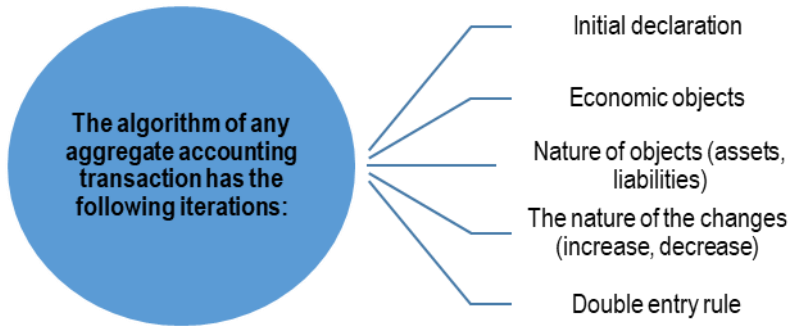 The algorithm of any
aggregate accounting
transaction has the
following iterations:
Initial declaration
Economic objects
Nature of objects (assets,
liabilities)
The nature of the changes
(increase, decrease)
Double entry rule